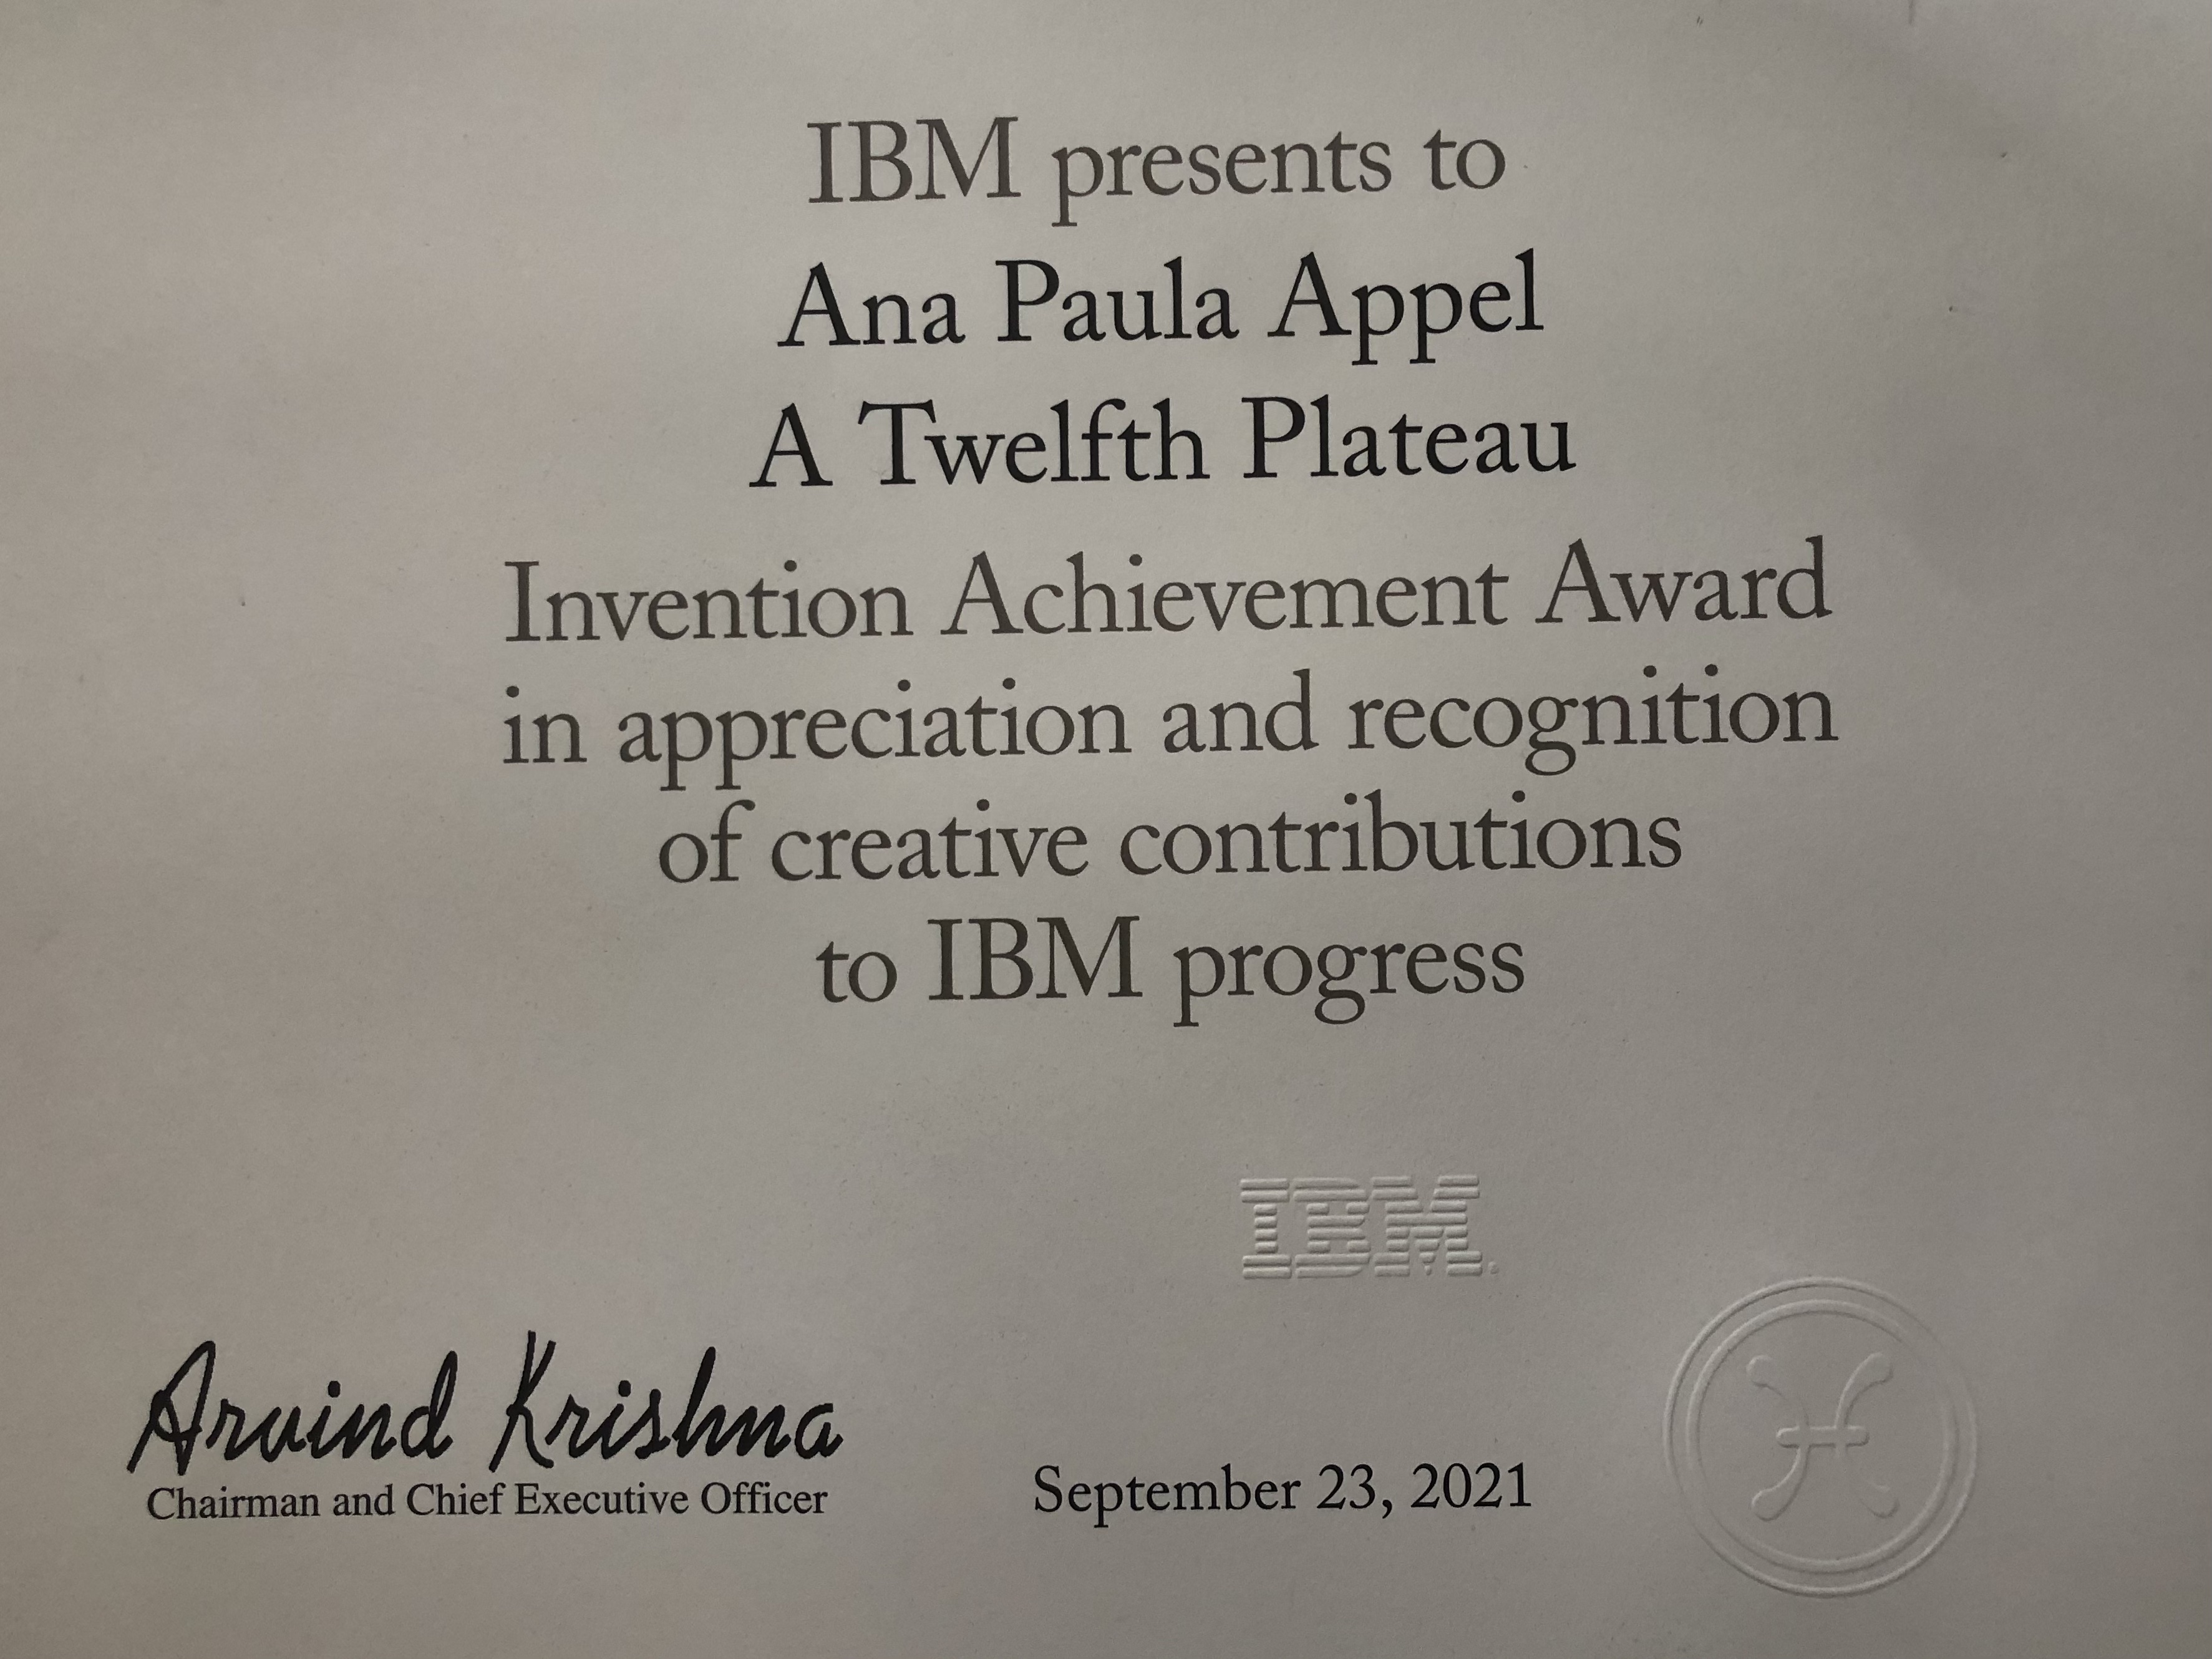 IBM presents to
Ana Paula Appel
A Twelfth Plateau
Invention Achievement Award
in appreciation and recognition
of creative contributions
to IBM progress
IBM
Arvind Krishna
Chairman and Chief Executive Officer
September 23, 2021